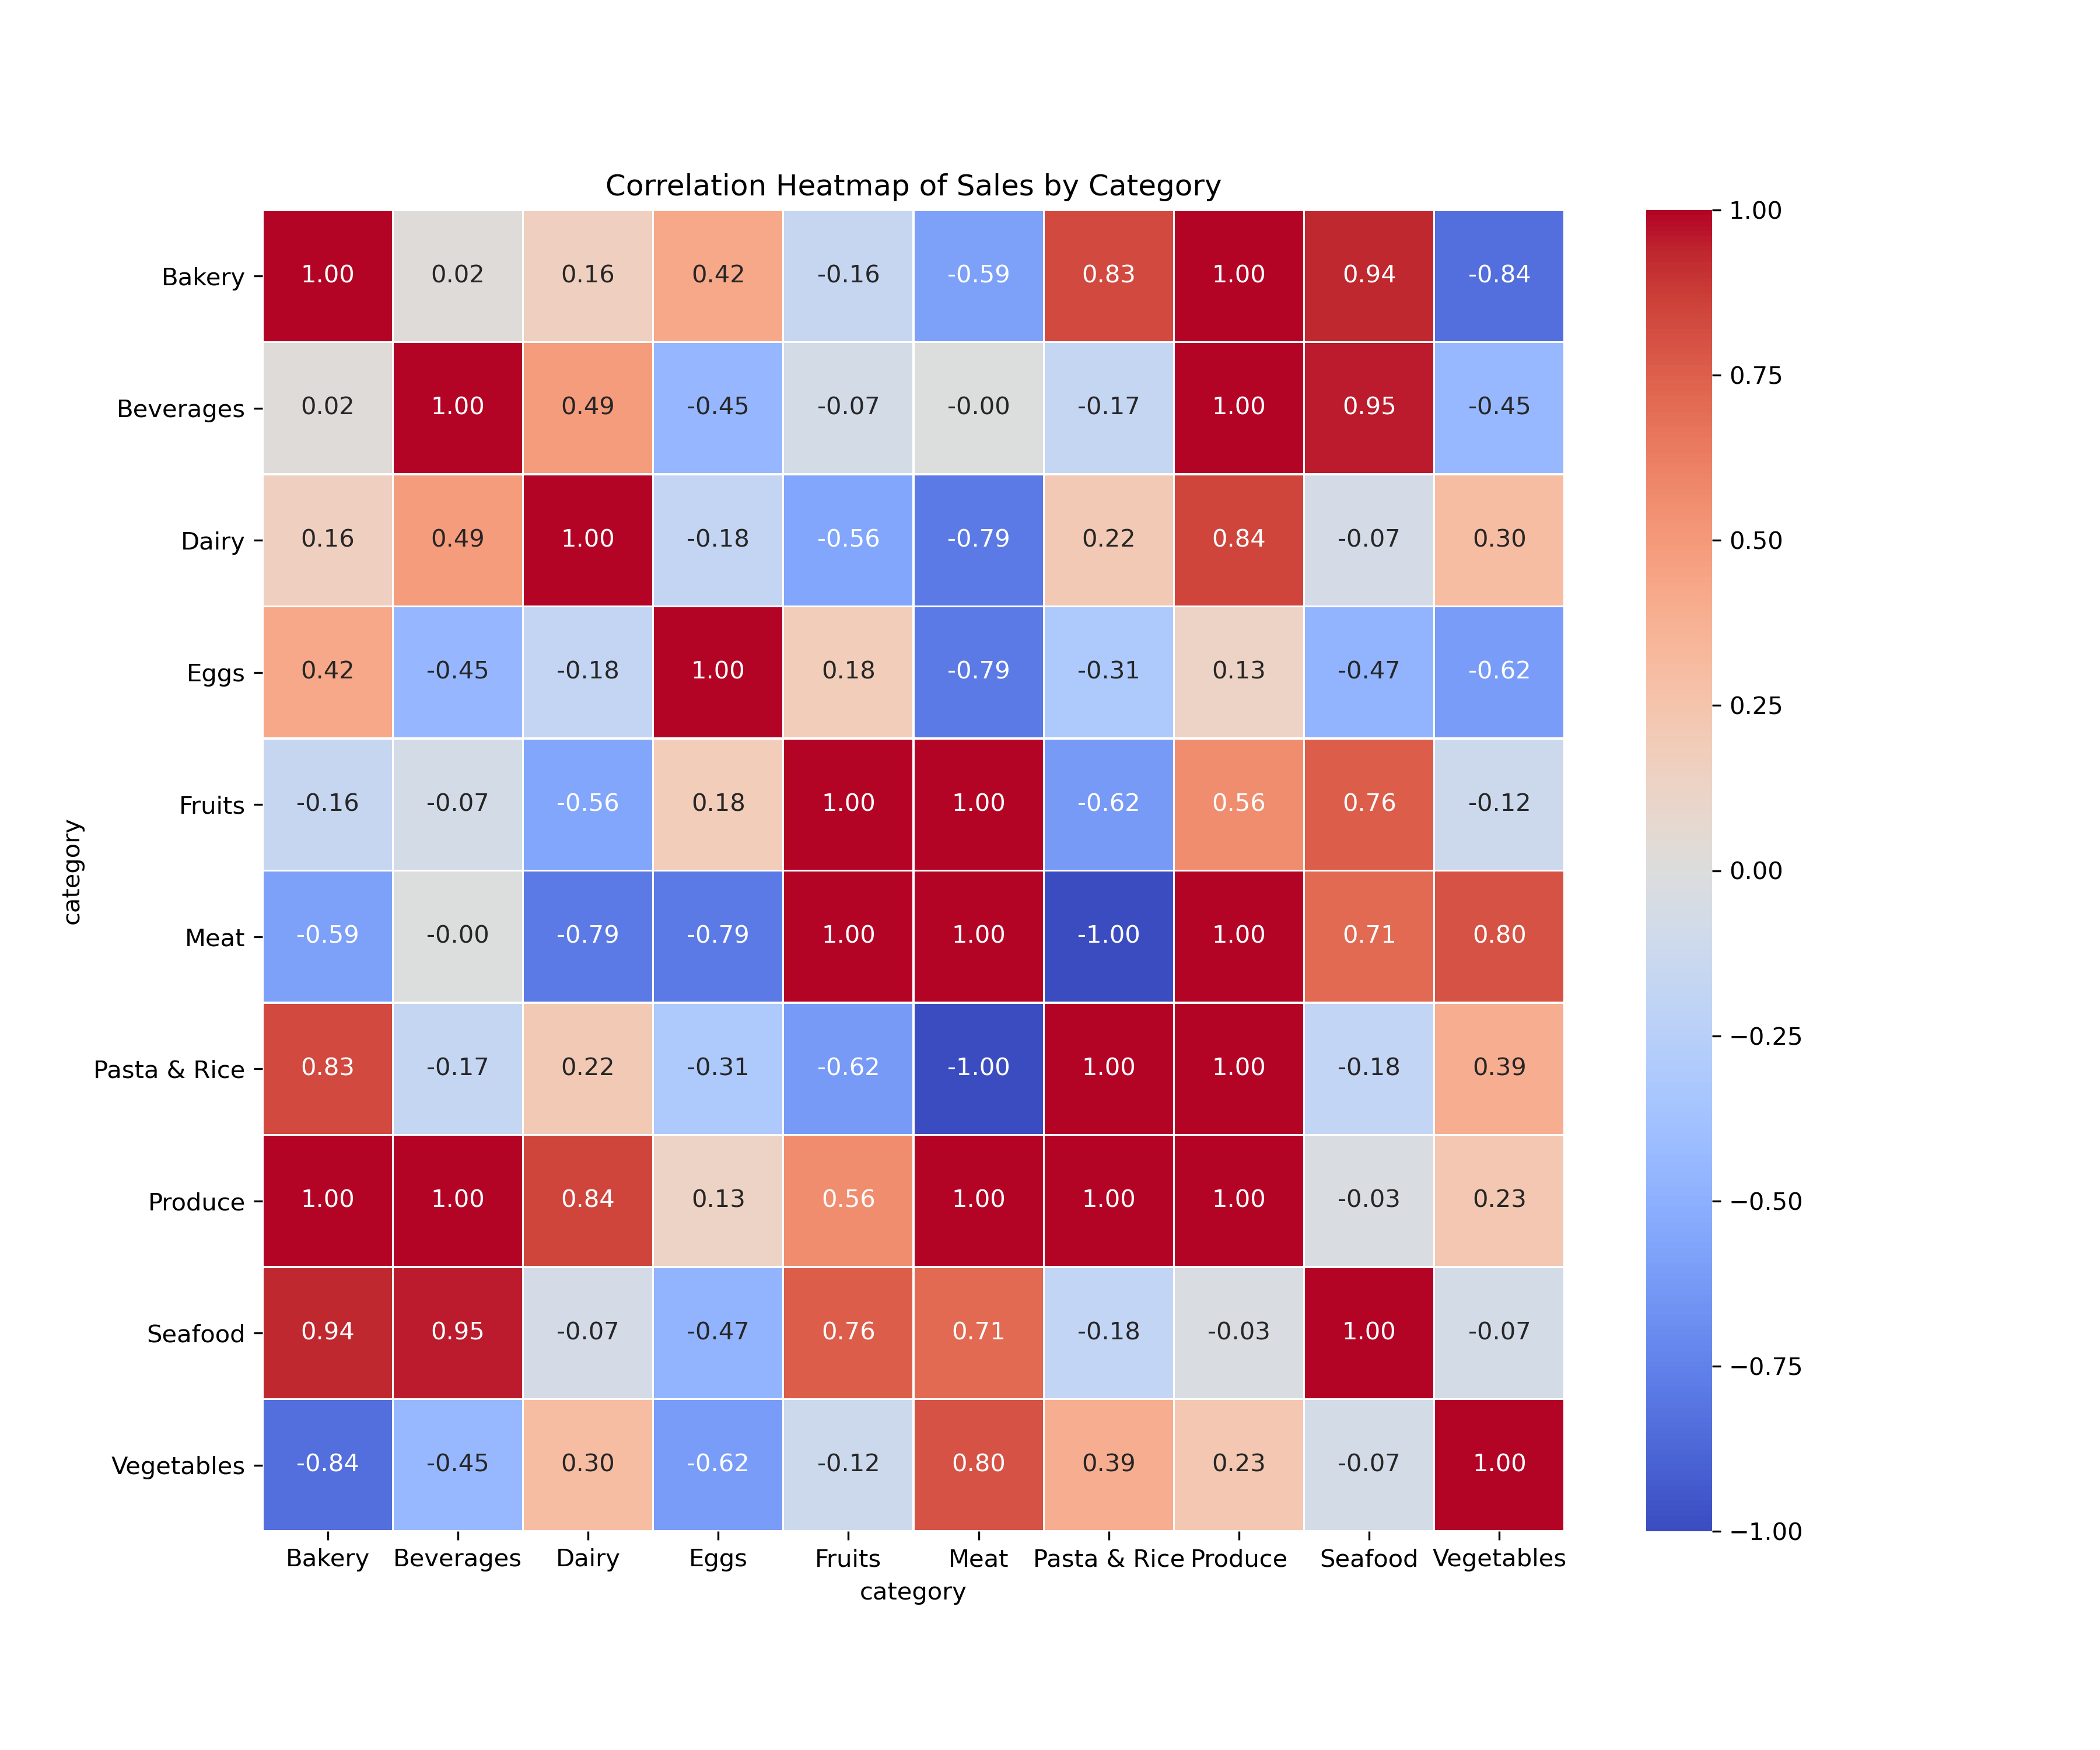 Correlation Heatmap of Sales by Category
Bakery 1.00 0.02 0.16 0.42 -0.16 -0.59 0.83 1.00 0.94 -0.84
Beverages 0.02 1.00 0.49 -0.45 -0.07 -0.00 -0.17 1.00 0.95 -0.45
Dairy 0.16 0.49 1.00 -0.18 -0.56 -0.79 0.22 0.84 -0.07 0.30
Eggs 0.42 -0.45 -0.18 1.00 0.18 -0.79 -0.31 0.13 -0.47 -0.62
Fruits -0.16 -0.07 -0.56 0.18 1.00 1.00 -0.62 0.56 0.76 -0.12
Meat -0.59 -0.00 -0.79 -0.79 1.00 1.00 -1.00 1.00 0.71 0.80
Pasta & Rice 0.83 -0.17 0.22 -0.31 -0.62 -1.00 1.00 1.00 -0.18 0.39
Produce 1.00 1.00 0.84 0.13 0.56 1.00 1.00 1.00 -0.03 0.23
Seafood 0.94 0.95 -0.07 -0.47 0.76 0.71 -0.18 -0.03 1.00 -0.07
Vegetables -0.84 -0.45 0.30 -0.62 -0.12 0.80 0.39 0.23 -0.07 1.00
Bakery Beverages Dairy Eggs Fruits Meat Pasta & Rice Produce Seafood Vegetables
category
category
1.00
0.75
0.50
0.25
0.00
−0.25
−0.50
−0.75
−1.00